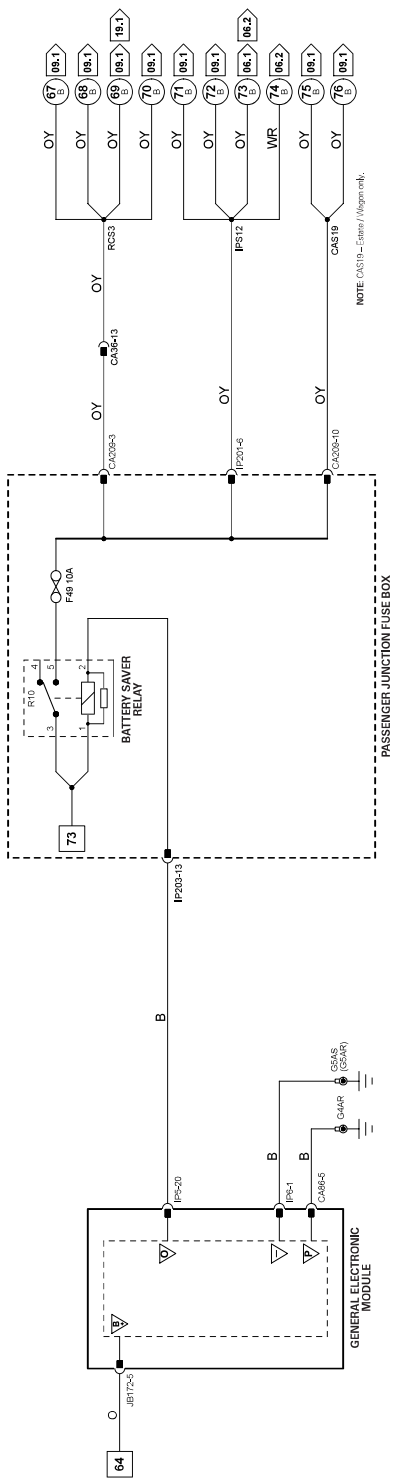 19.1
06.2
09.1
09.1
09.1
09.1
09.1
09.1
06.1
06.2
09.1
09.1
67 B
68 B
69 B
70 B
71 B
72 B
73 B
74 B
75 B
76 B
OY
OY
OY
OY
OY
OY
OY
WR
OY
OY
RCS3
IPS12
CAS19
NOTE: CAS19 – Estate / Wagon only.
OY
CA36-13
OY
OY
OY
CA209-3
IP201-6
CA209-10
F49 10A
R10
4
5
3
2
1
BATTERY SAVER
RELAY
73
PASSENGER JUNCTION FUSE BOX
IP203-13
B
G5AS
(G5AR)
G4AR
B
B
IP5-20
IP6-1
CA86-5
O
I
P
B+
GENERAL ELECTRONIC
MODULE
JB172-5
O
64